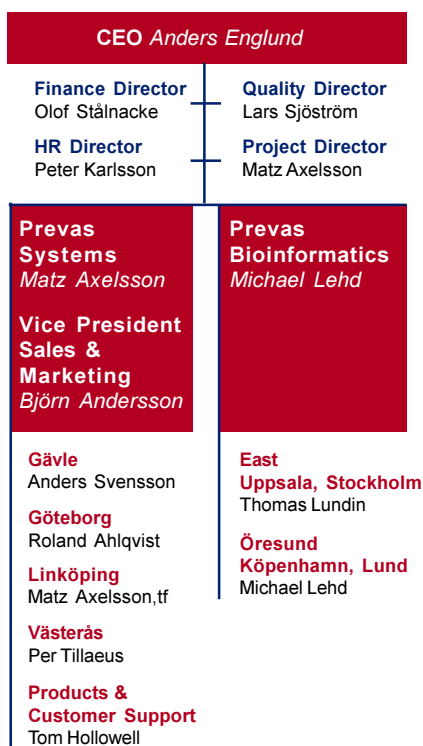 CEO Anders Englund
Finance Director
Olof Stålnacke
Quality Director
Lars Sjöström
HR Director
Peter Karlsson
Project Director
Matz Axelsson
Prevas
Systems
Matz Axelsson
Vice President
Sales &
Marketing
Björn Andersson
Prevas
Bioinformatics
Michael Lehd
Gävle
Anders Svensson
Göteborg
Roland Ahlqvist
Linköping
Matz Axelsson,tf
Västerås
Per Tillaeus
Products &
Customer Support
Tom Hollowell
East
Uppsala, Stockholm
Thomas Lundin
Öresund
Köpenhamn, Lund
Michael Lehd